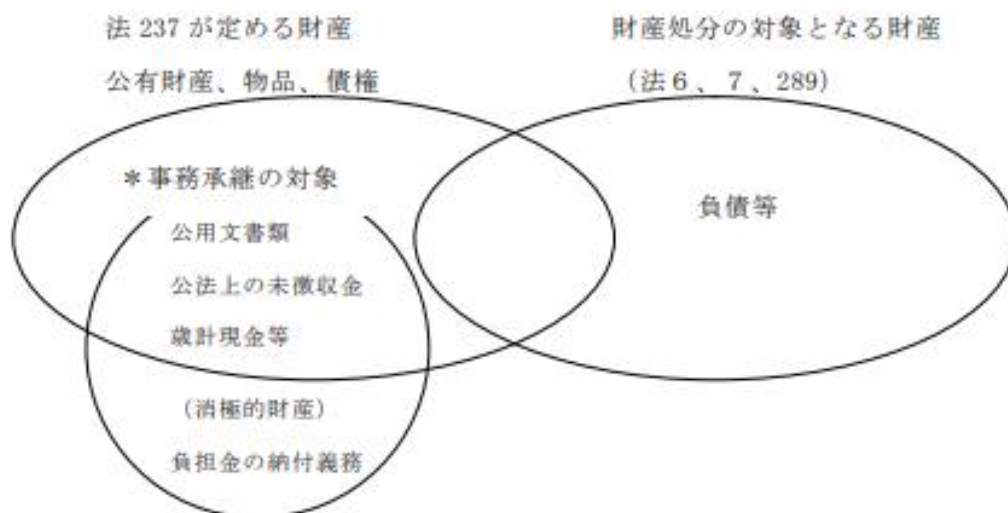 法 237 が定める財産
公有財産、物品、債権
財産処分の対象となる財産
(法6、7、289)
*事務承継の対象
公用文書類
公法上の未徴収金
歳計現金等
(消極的財産)
負担金の納付義務
負債等